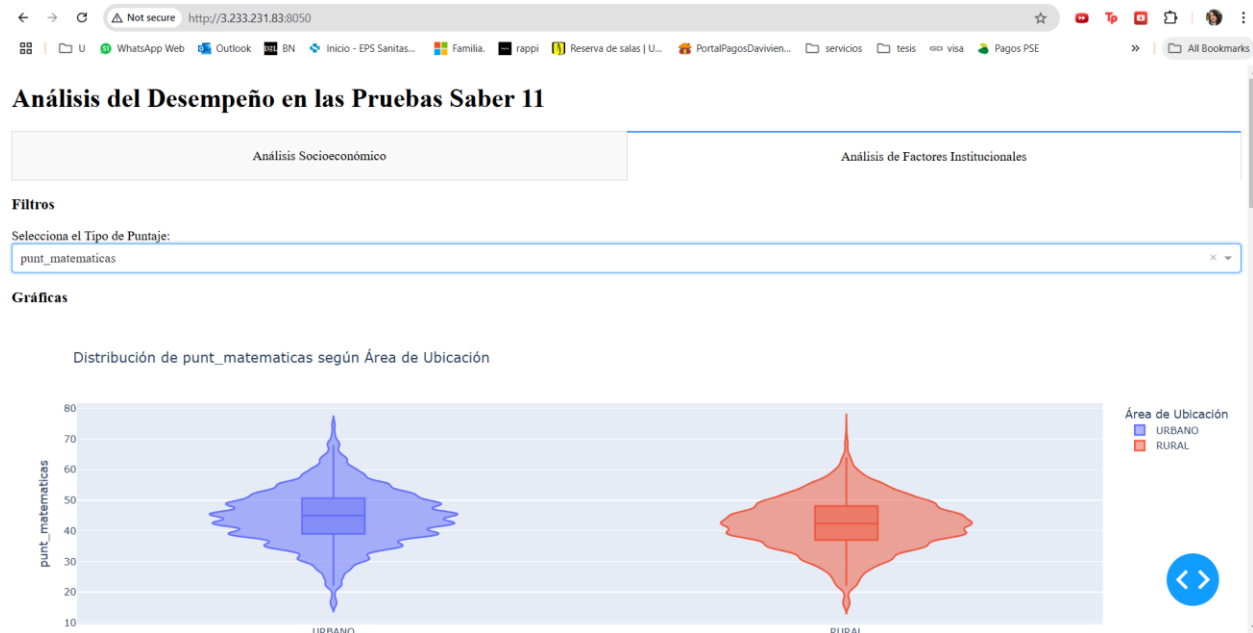 Not secure http://3.233.231.83:8050
Tp
U WhatsApp Web Outlook DZL BN Inicio - EPS Sanitas... Familia. rappi Reserva de salas | U... PortalPagosDavivien... servicios tesis visa Pagos PSE » All Bookmarks
Análisis del Desempeño en las Pruebas Saber 11
Análisis Socioeconómico Análisis de Factores Institucionales
Filtros
Selecciona el Tipo de Puntaje:
punt_matematicas
Gráficas
Distribución de punt_matematicas según Área de Ubicación
Área de Ubicación
URBANO
RURAL
punt_matematicas
80
70
60
50
40
30
20
10
URBANO RURAL